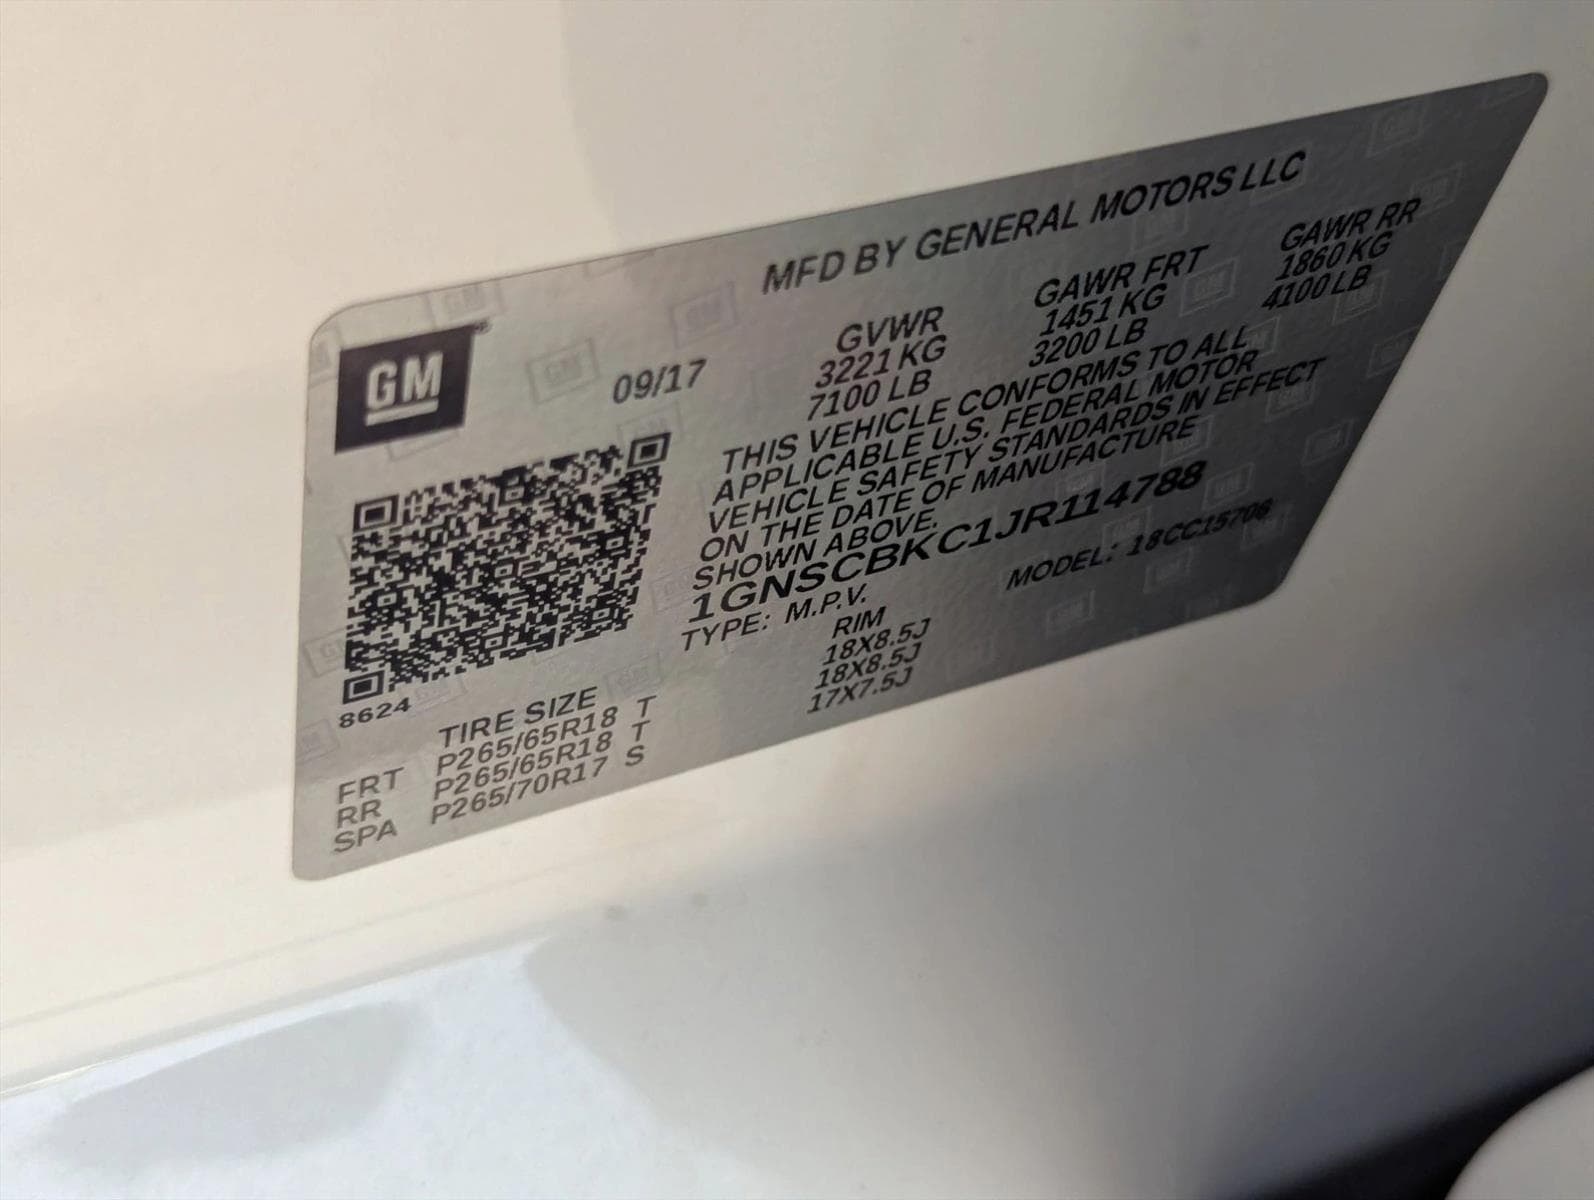 MFD BY GENERAL MOTORS LLC
GM
09/17
GVWR GAWR FRT GAWR RR
3221 KG 1451 KG 1860 KG
7100 LB 3200 LB 4100 LB
THIS VEHICLE CONFORMS TO ALL
APPLICABLE U.S. FEDERAL MOTOR
VEHICLE SAFETY STANDARDS IN EFFECT
ON THE DATE OF MANUFACTURE
SHOWN ABOVE.
1GNSCBKC1JR114788
TYPE: M.P.V. MODEL: 18CC15706
8624
TIRE SIZE RIM
FRT P265/65R18 T 18X8.5J
RR P265/65R18 T 18X8.5J
SPA P265/70R17 S 17X7.5J